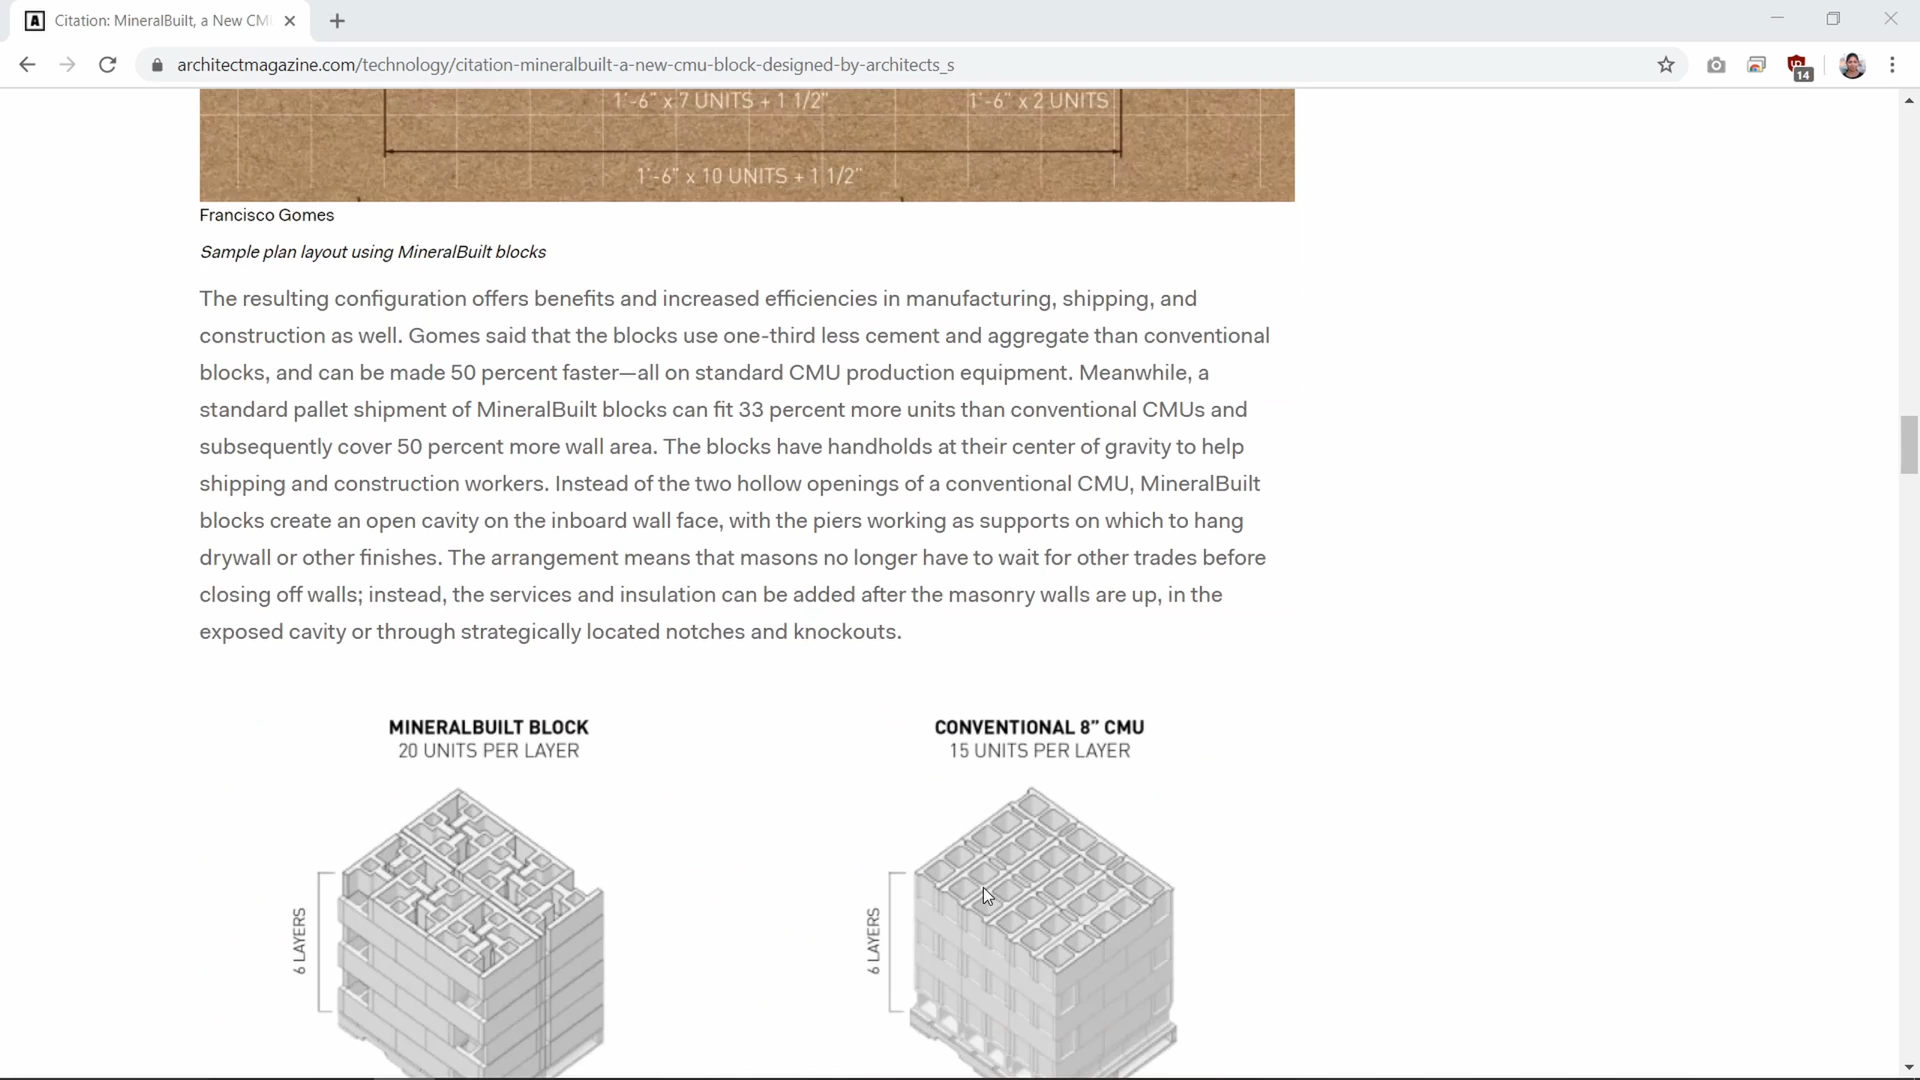 Citation: MineralBuilt, a New CM
architectmagazine.com/technology/citation-mineralbuilt-a-new-cmu-block-designed-by-architects_s
14
1'-6" x 7 UNITS + 1 1/2"
1'-6" x 2 UNITS
1'-6" x 10 UNITS + 1 1/2"
Francisco Gomes
Sample plan layout using MineralBuilt blocks
The resulting configuration offers benefits and increased efficiencies in manufacturing, shipping, and
construction as well. Gomes said that the blocks use one-third less cement and aggregate than conventional
blocks, and can be made 50 percent faster—all on standard CMU production equipment. Meanwhile, a
standard pallet shipment of MineralBuilt blocks can fit 33 percent more units than conventional CMUs and
subsequently cover 50 percent more wall area. The blocks have handholds at their center of gravity to help
shipping and construction workers. Instead of the two hollow openings of a conventional CMU, MineralBuilt
blocks create an open cavity on the inboard wall face, with the piers working as supports on which to hang
drywall or other finishes. The arrangement means that masons no longer have to wait for other trades before
closing off walls; instead, the services and insulation can be added after the masonry walls are up, in the
exposed cavity or through strategically located notches and knockouts.
MINERALBUILT BLOCK
20 UNITS PER LAYER
6 LAYERS
CONVENTIONAL 8" CMU
15 UNITS PER LAYER
6 LAYERS